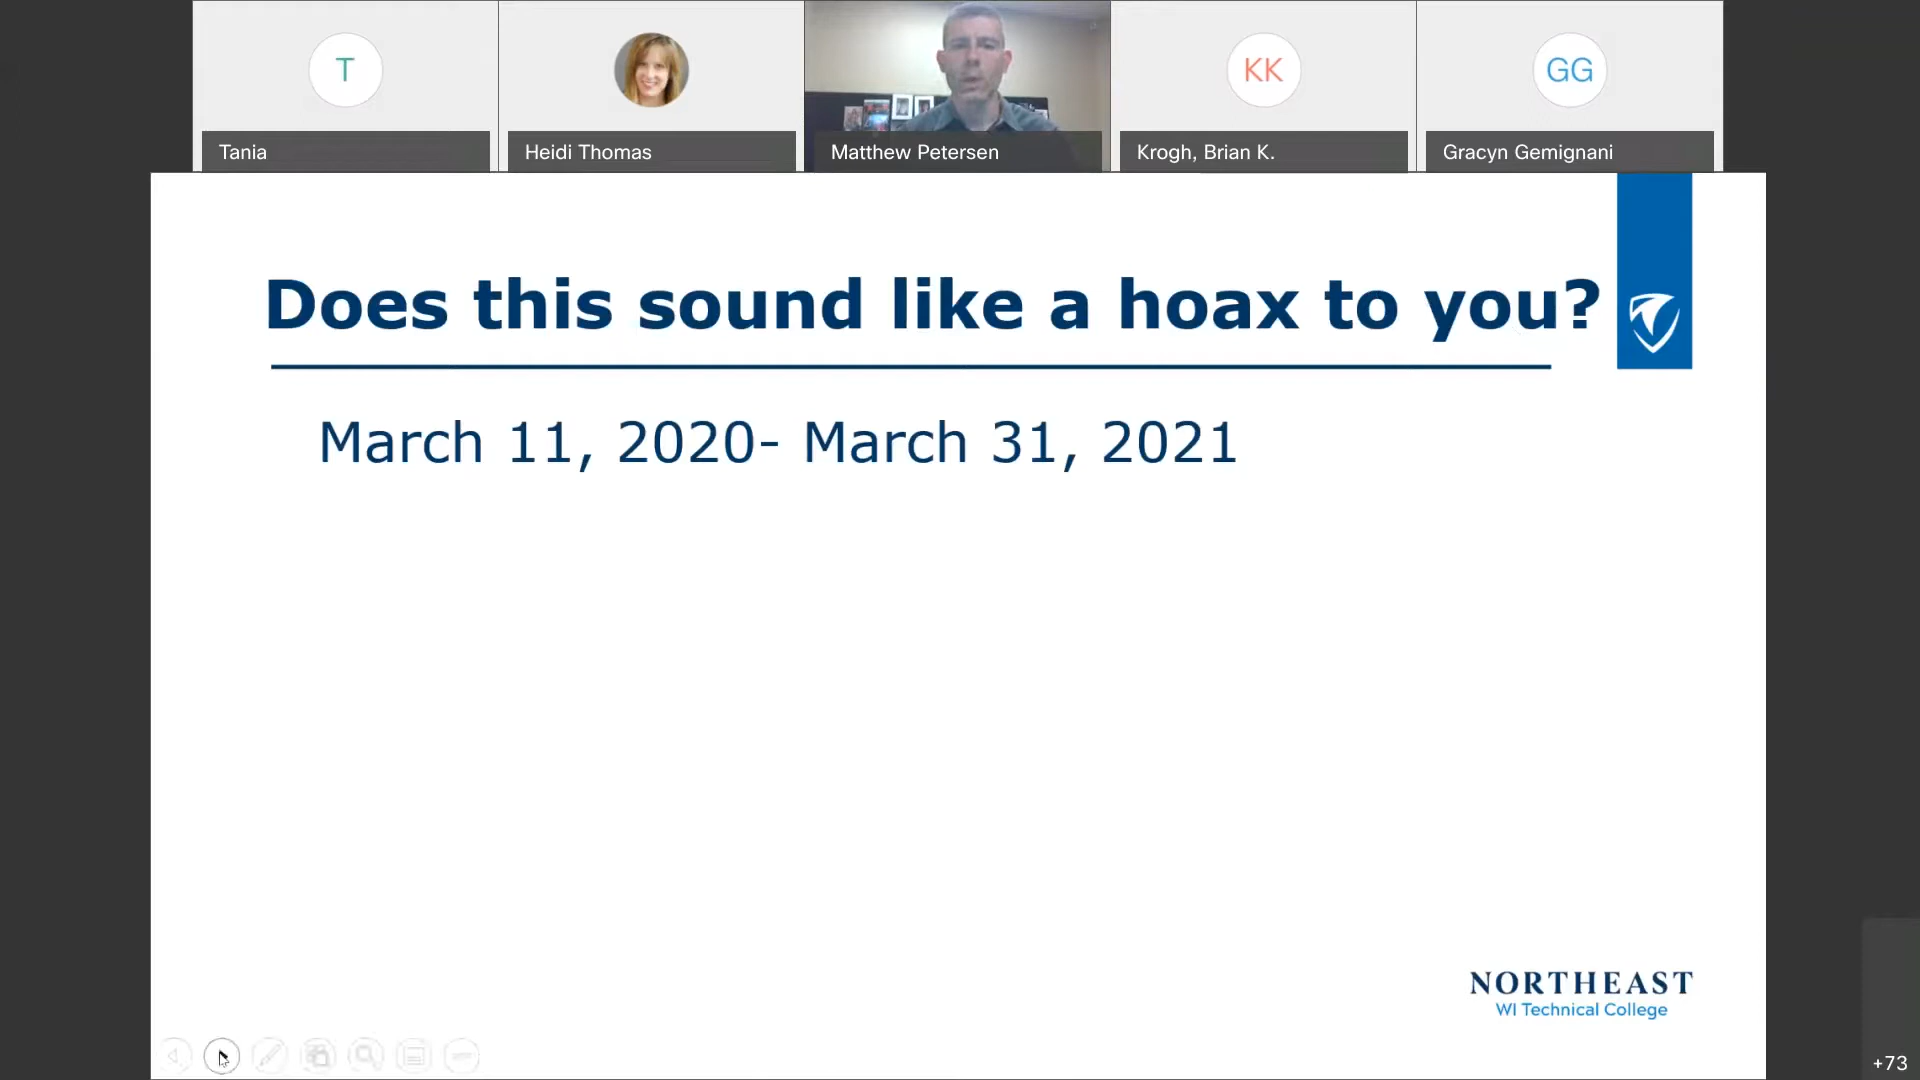 T
KK
GG
Tania
Heidi Thomas
Matthew Petersen
Krogh, Brian K.
Gracyn Gemignani
Does this sound like a hoax to you?
March 11, 2020- March 31, 2021
NORTHEAST
WI Technical College
+73